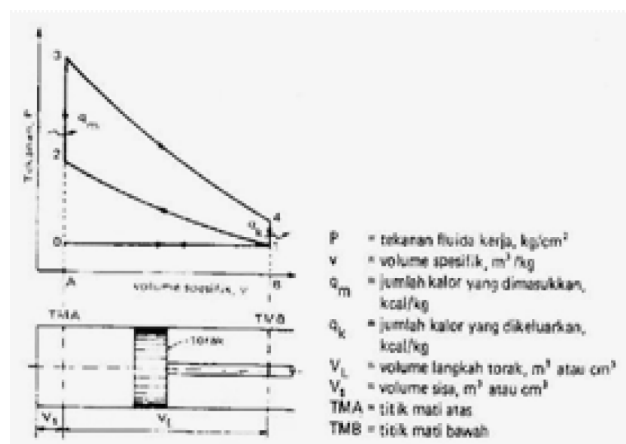 Tekanan, P
3
q_m
2
4
q_k
0
A
volume spesifik, v
B
TMA
TMB
torak
V_s
V_L
P = tekanan fluida kerja, kg/cm²
v = volume spesifik, m³/kg
q_m = jumlah kalor yang dimasukkan,
kcal/kg
q_k = jumlah kalor yang dikeluarkan,
kcal/kg
V_L = volume langkah torak, m³ atau cm³
V_s = volume sisa, m³ atau cm³
TMA = titik mati atas
TMB = titik mati bawah